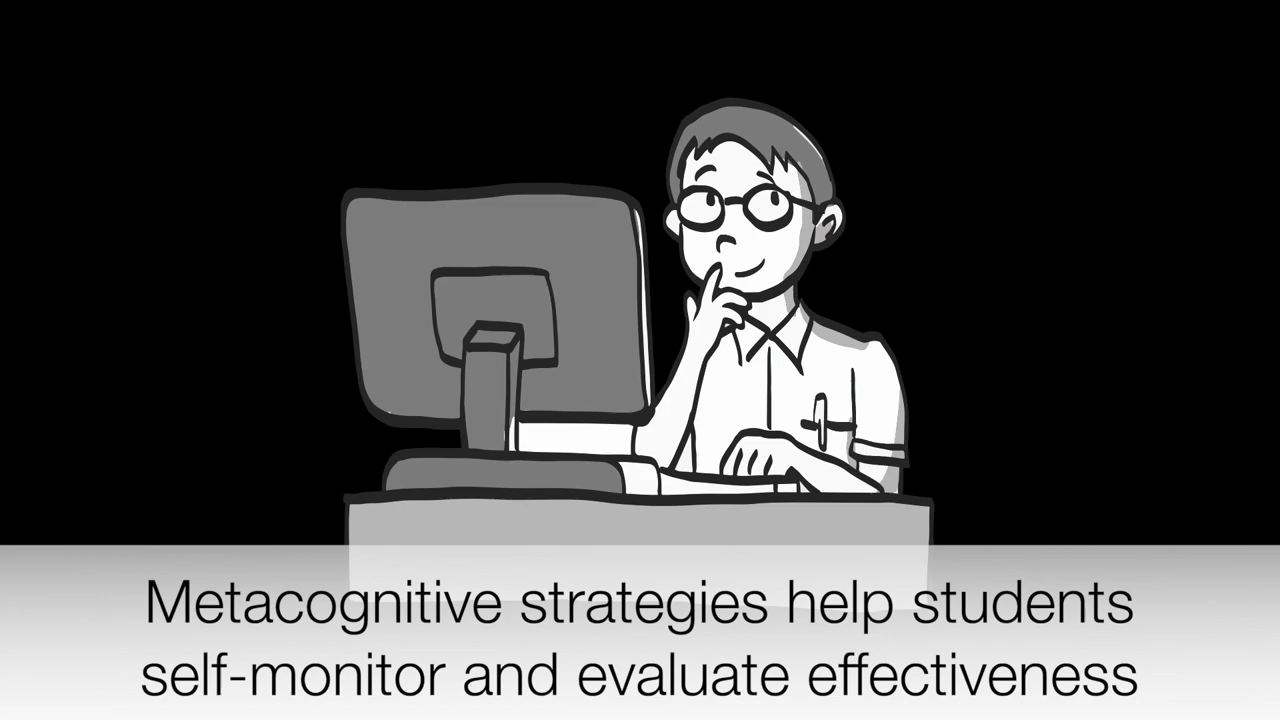 Metacognitive strategies help students
self-monitor and evaluate effectiveness